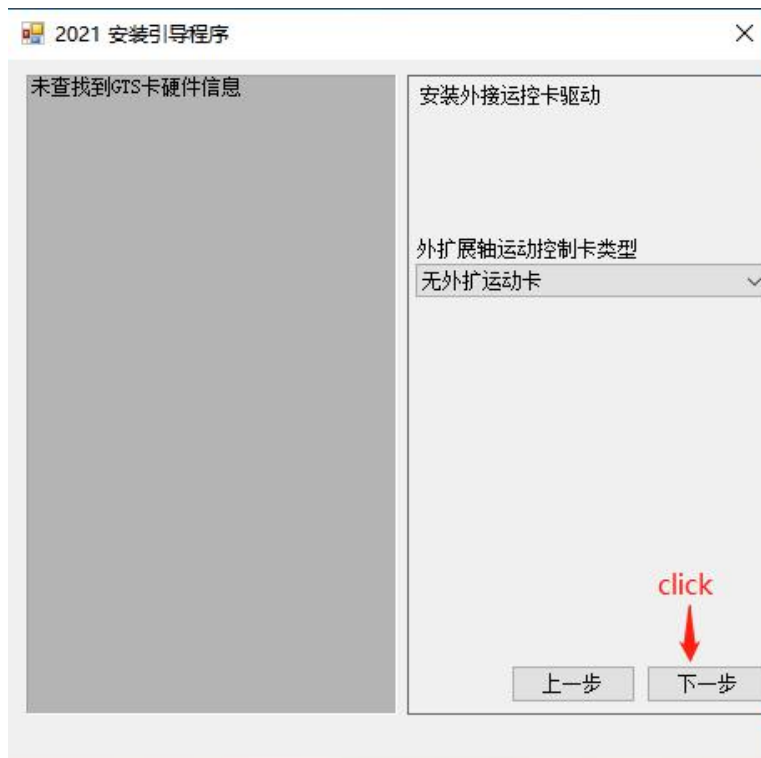 2021 安装引导程序
未查找到GTS卡硬件信息
安装外接运控卡驱动
外扩展轴运动控制卡类型
无外扩运动卡
click
上一步
下一步